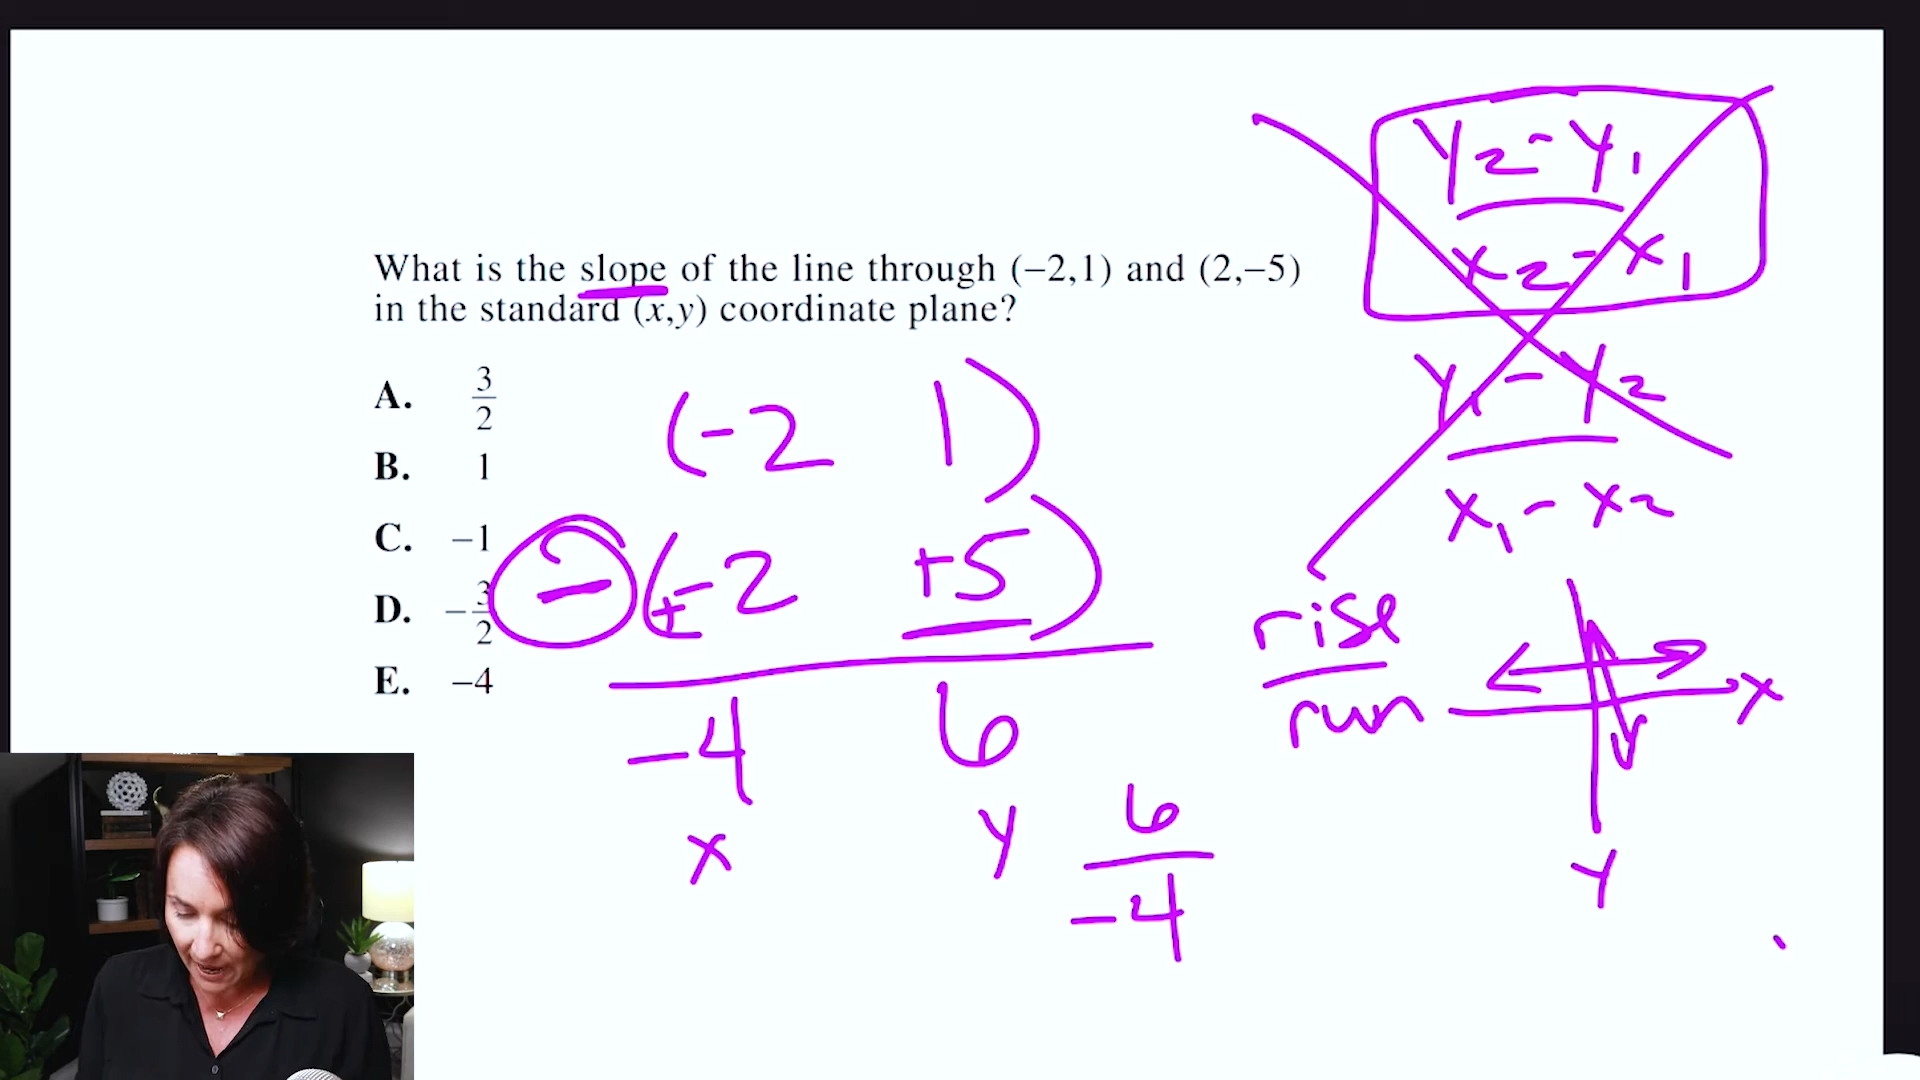 What is the slope of the line through (−2,1) and (2,−5)
in the standard (x,y) coordinate plane?
A. 3/2
B. 1
C. −1
D. −3/2
E. −4
(-2 1)
- (+-2 +5)
-4 6
x y
6
-4
Y2-Y1
x2-x1
Y1-Y2
x1-x2
rise
run
x
Y